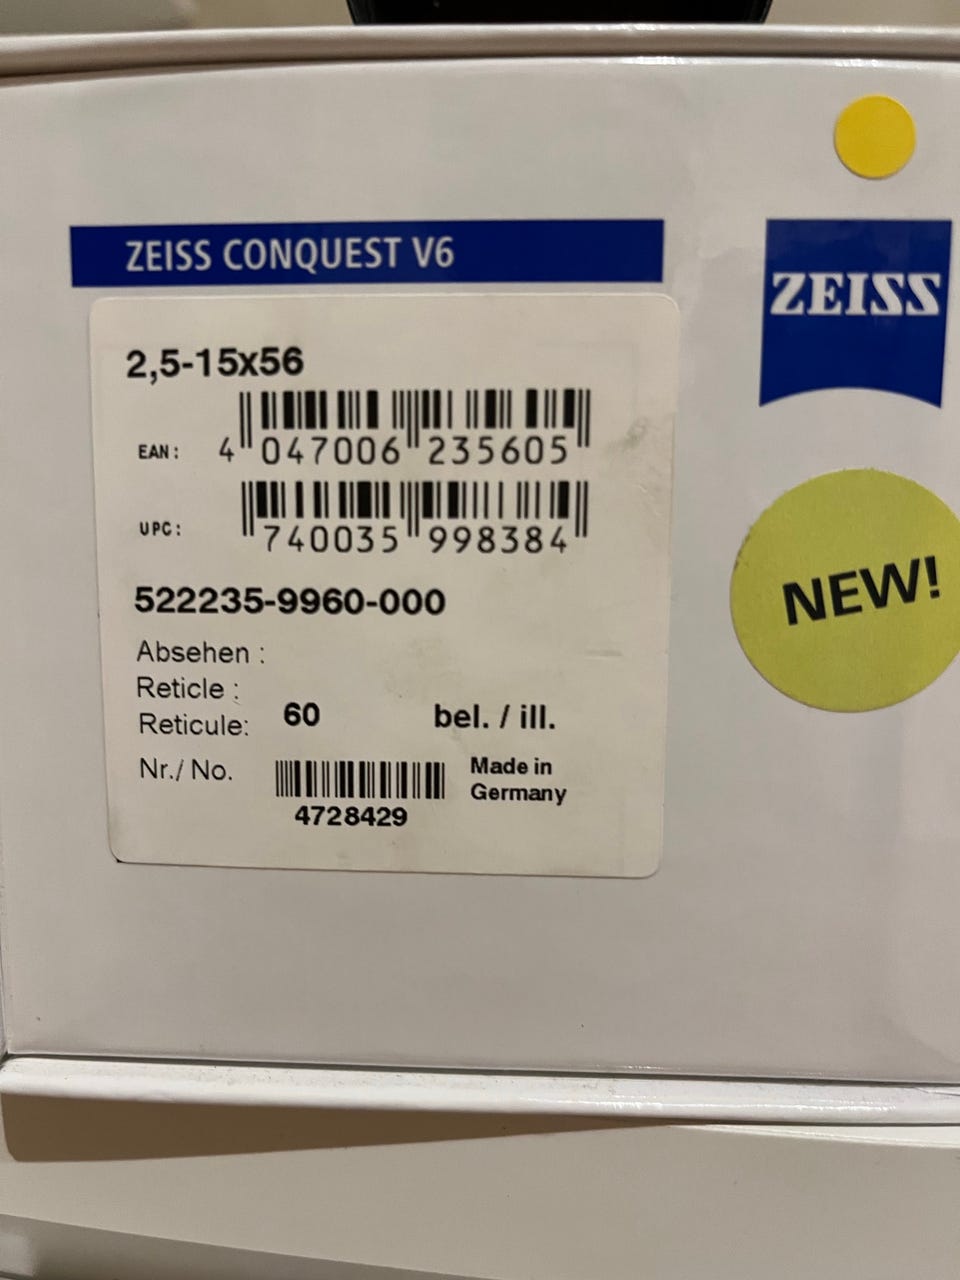 ZEISS CONQUEST V6
ZEISS
2,5-15x56
EAN: 4 047006 235605
UPC: 740035 998384
NEW!
522235-9960-000
Absehen :
Reticle :
Reticule: 60 bel. / ill.
Nr./ No. 4728429
Made in
Germany